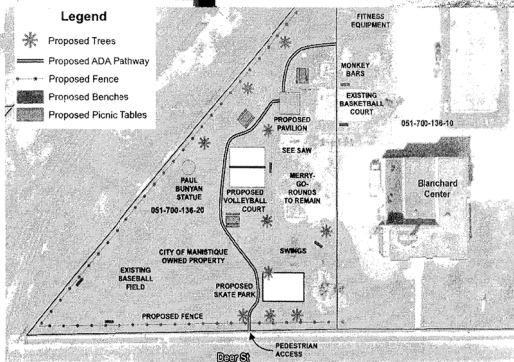 Legend
Proposed Trees
Proposed ADA Pathway
Proposed Fence
Proposed Benches
Proposed Picnic Tables
FITNESS
EQUIPMENT
MONKEY
BARS
EXISTING
BASKETBALL
COURT
051-700-136-10
PROPOSED
PAVILION
SEE SAW
MERRY-
GO-
ROUNDS
TO REMAIN
PAUL
BUNYAN
STATUE
051-700-136-20
PROPOSED
VOLLEYBALL
COURT
Blanchard
Center
CITY OF MANISTIQUE
OWNED PROPERTY
SWINGS
EXISTING
BASEBALL
FIELD
PROPOSED
SKATE PARK
PROPOSED FENCE
PEDESTRIAN
ACCESS
Deer St